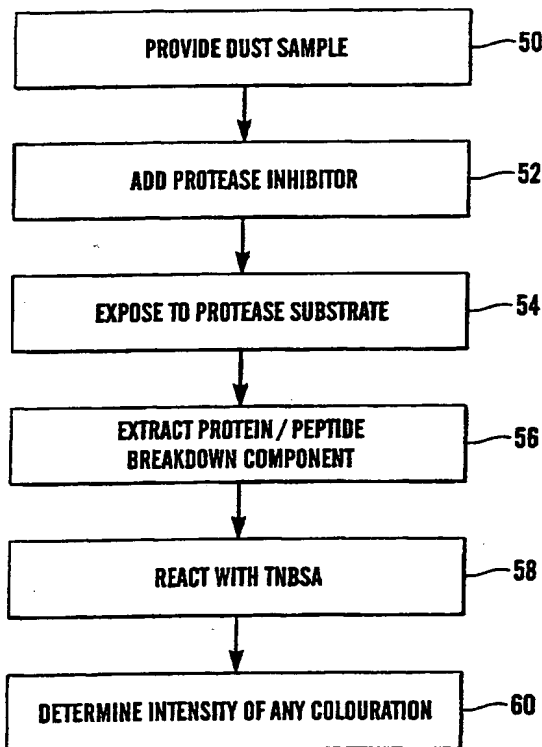 PROVIDE DUST SAMPLE
50
ADD PROTEASE INHIBITOR
52
EXPOSE TO PROTEASE SUBSTRATE
54
EXTRACT PROTEIN / PEPTIDE
BREAKDOWN COMPONENT
56
REACT WITH TNBSA
58
DETERMINE INTENSITY OF ANY COLOURATION
60